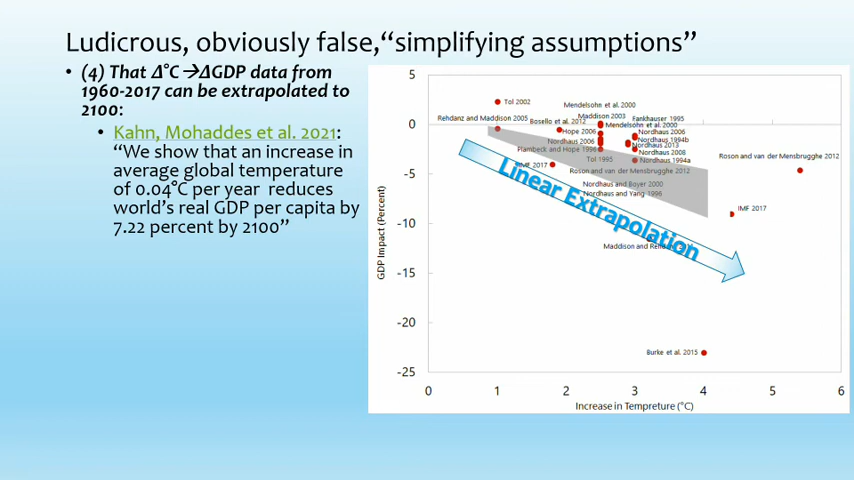 Ludicrous, obviously false,“simplifying assumptions”
• (4) That Δ°C→ΔGDP data from
1960-2017 can be extrapolated to
2100:
• Kahn, Mohaddes et al. 2021:
“We show that an increase in
average global temperature
of 0.04°C per year reduces
world’s real GDP per capita by
7.22 percent by 2100”
5
0
-5
-10
-15
-20
-25
GDP Impact (Percent)
Tol 2002
Mendelsohn et al. 2000
Rehdanz and Maddison 2005
Bosello et al. 2012
Maddison 2003
Fankhauser 1995
Mendelsohn et al. 2000
Hope 2006
Nordhaus 2006
Nordhaus 1994b
Nordhaus 2006
Nordhaus 2013
Plambeck and Hope 1996
Nordhaus 2008
Tol 1995
Nordhaus 1994a
Roson and van der Mensbrugghe 2012
IMF 2017
Roson and van der Mensbrugghe 2012
Nordhaus and Boyer 2000
Nordhaus and Yang 1996
IMF 2017
Linear Extrapolation
Maddison and
Burke et al. 2015
0 1 2 3 4 5 6
Increase in Tempreture (°C)